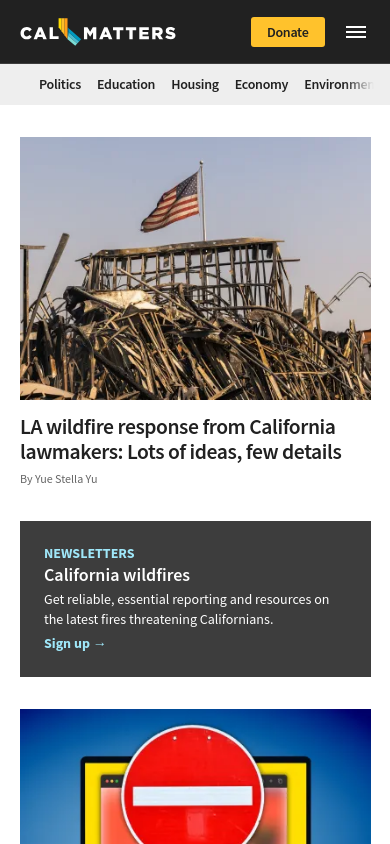 CAL MATTERS
Donate
Politics Education Housing Economy Environmen
LA wildfire response from California
lawmakers: Lots of ideas, few details
By Yue Stella Yu
NEWSLETTERS
California wildfires
Get reliable, essential reporting and resources on
the latest fires threatening Californians.
Sign up →